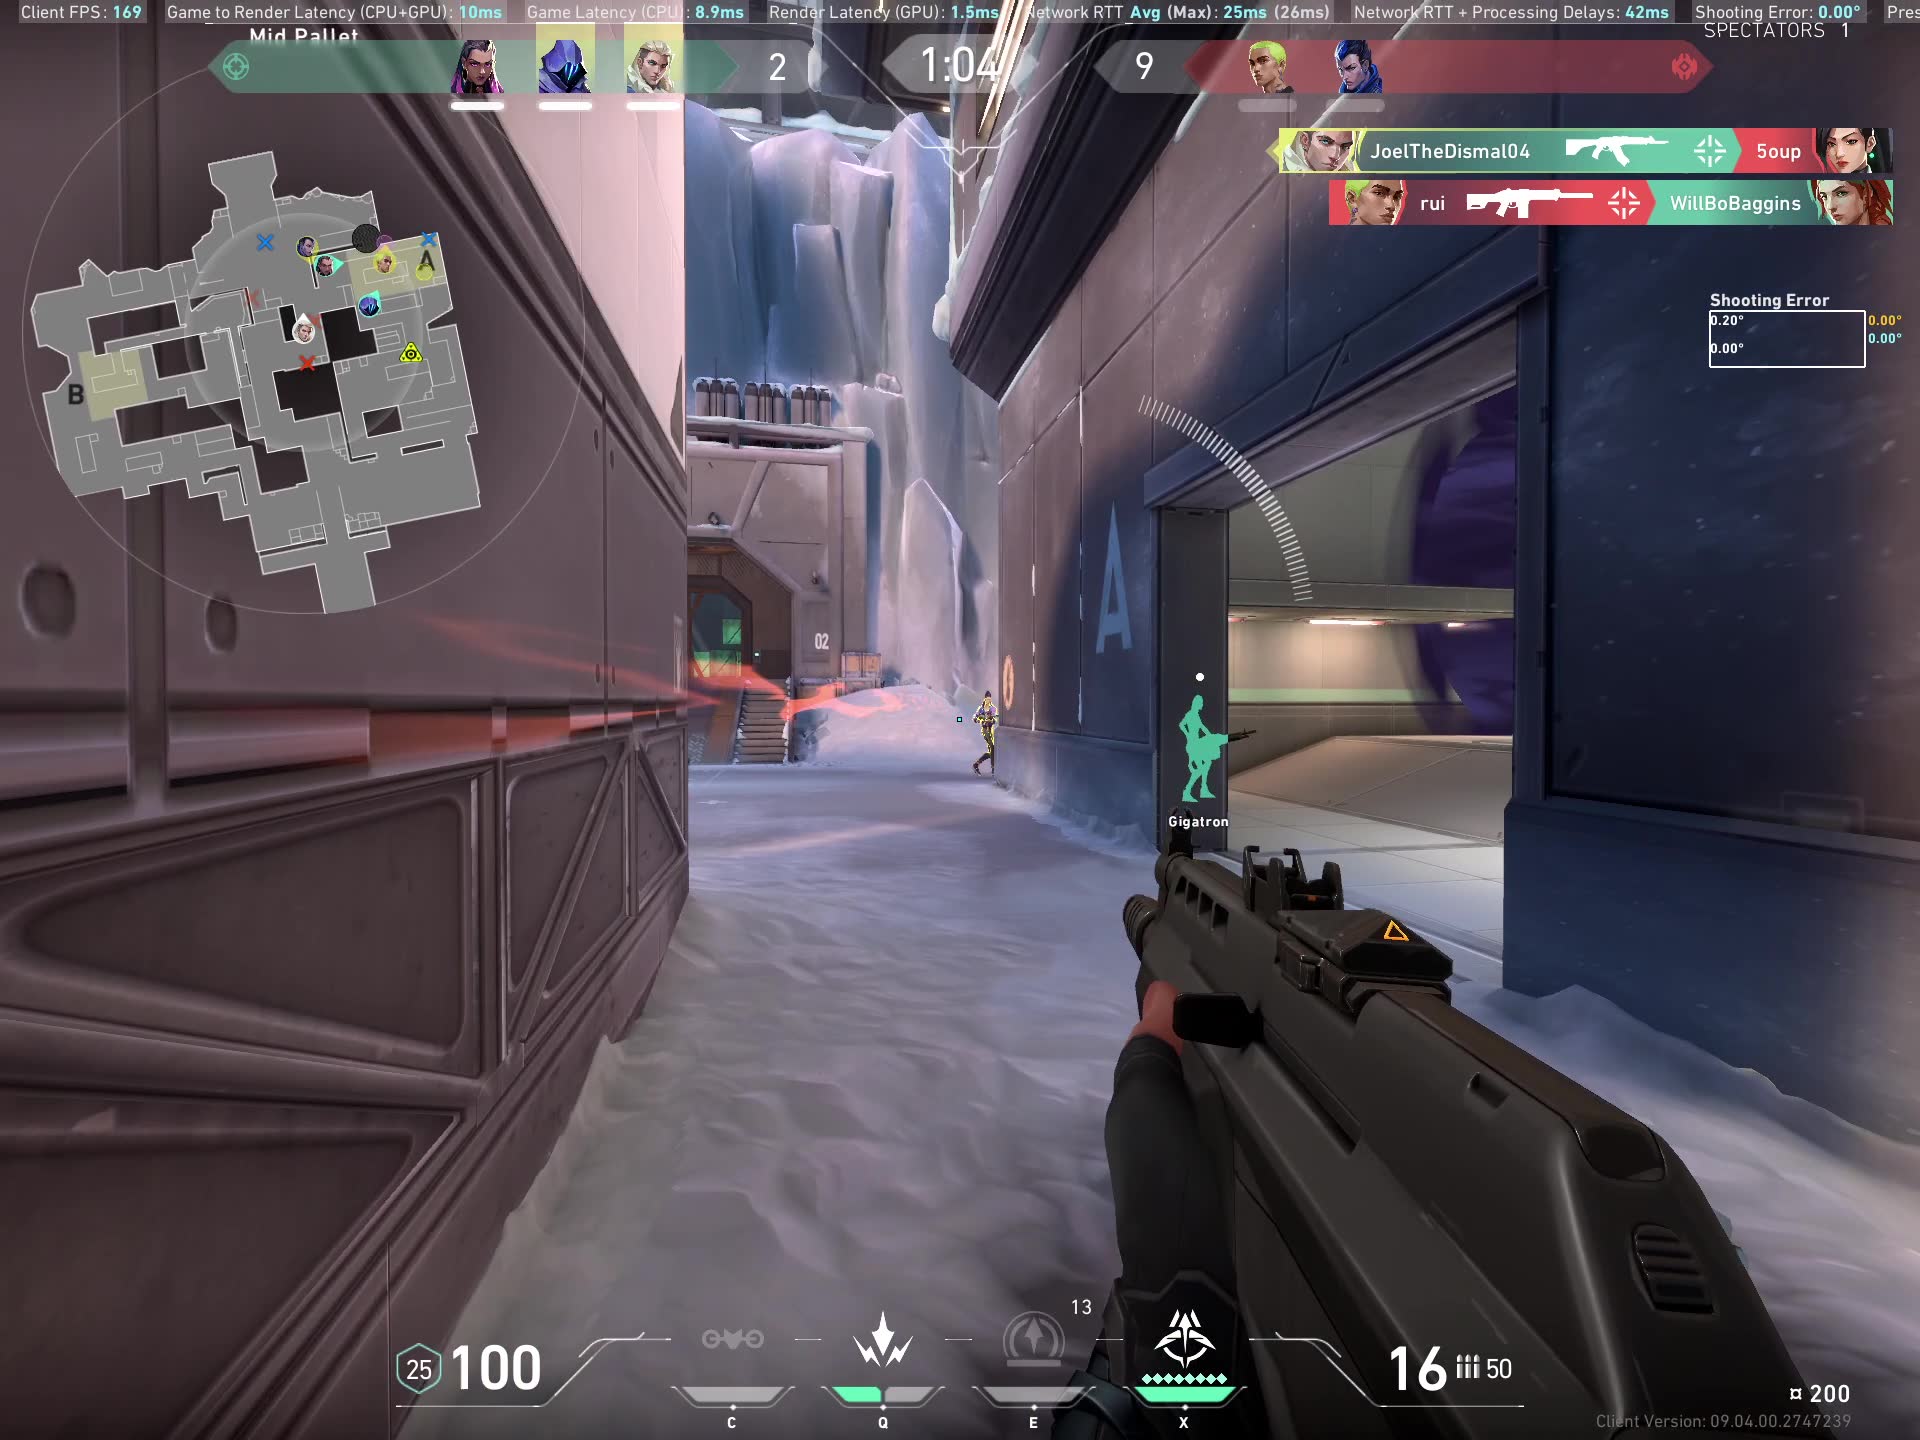 Client FPS: 169 Game to Render Latency (CPU+GPU): 10ms Game Latency (CPU): 8.9ms Render Latency (GPU): 1.5ms Network RTT Avg (Max): 25ms (26ms) Network RTT + Processing Delays: 42ms Shooting Error: 0.00° Pres
SPECTATORS 1
Mid Pallet
2 1:04 9
JoelTheDismal04 5oup
rui WillBoBaggins
A
B
Shooting Error
0.20° 0.00°
0.00°
0.00°
A
02
Gigatron
13
25 100
16 50
200
C Q E X
Client Version: 09.04.00.2747239